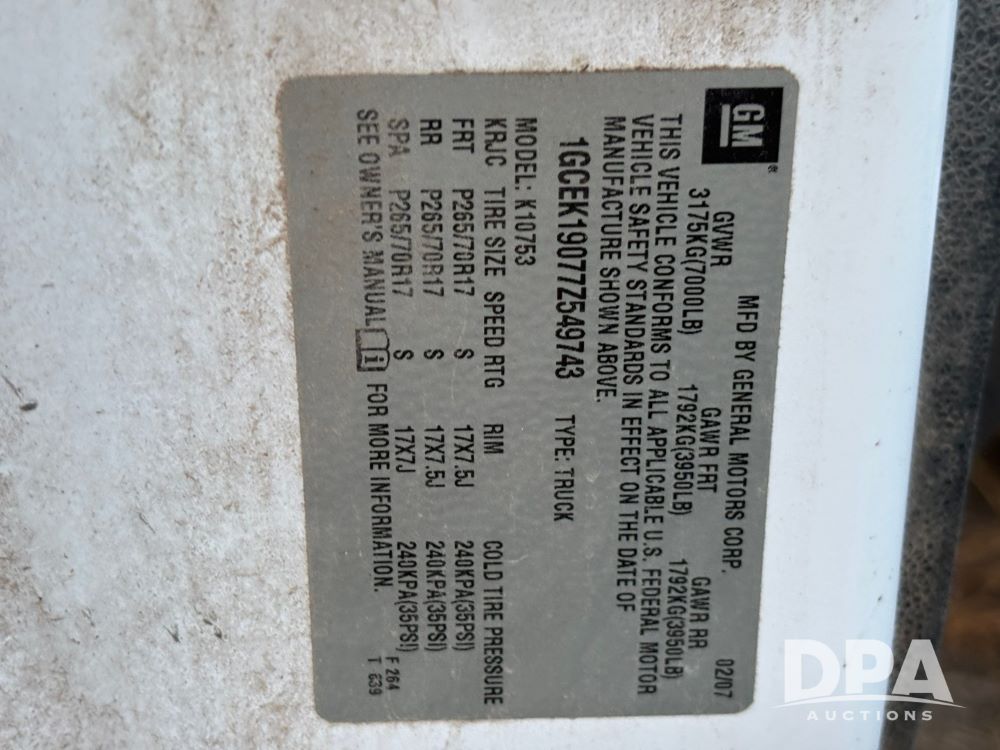 GM ®
MFD BY GENERAL MOTORS CORP. 02/07
GVWR GAWR FRT GAWR RR
3175KG(7000LB) 1792KG(3950LB) 1792KG(3950LB)
THIS VEHICLE CONFORMS TO ALL APPLICABLE U.S. FEDERAL MOTOR
VEHICLE SAFETY STANDARDS IN EFFECT ON THE DATE OF
MANUFACTURE SHOWN ABOVE.
1GCEK19077Z549743 TYPE: TRUCK
MODEL: K10753
KRJC TIRE SIZE SPEED RTG RIM COLD TIRE PRESSURE
FRT P265/70R17 S 17X7.5J 240KPA(35PSI)
RR P265/70R17 S 17X7.5J 240KPA(35PSI)
SPA P265/70R17 S 17X7J 240KPA(35PSI)
SEE OWNER'S MANUAL i FOR MORE INFORMATION.
F 264
T 639
DPA
AUCTIONS